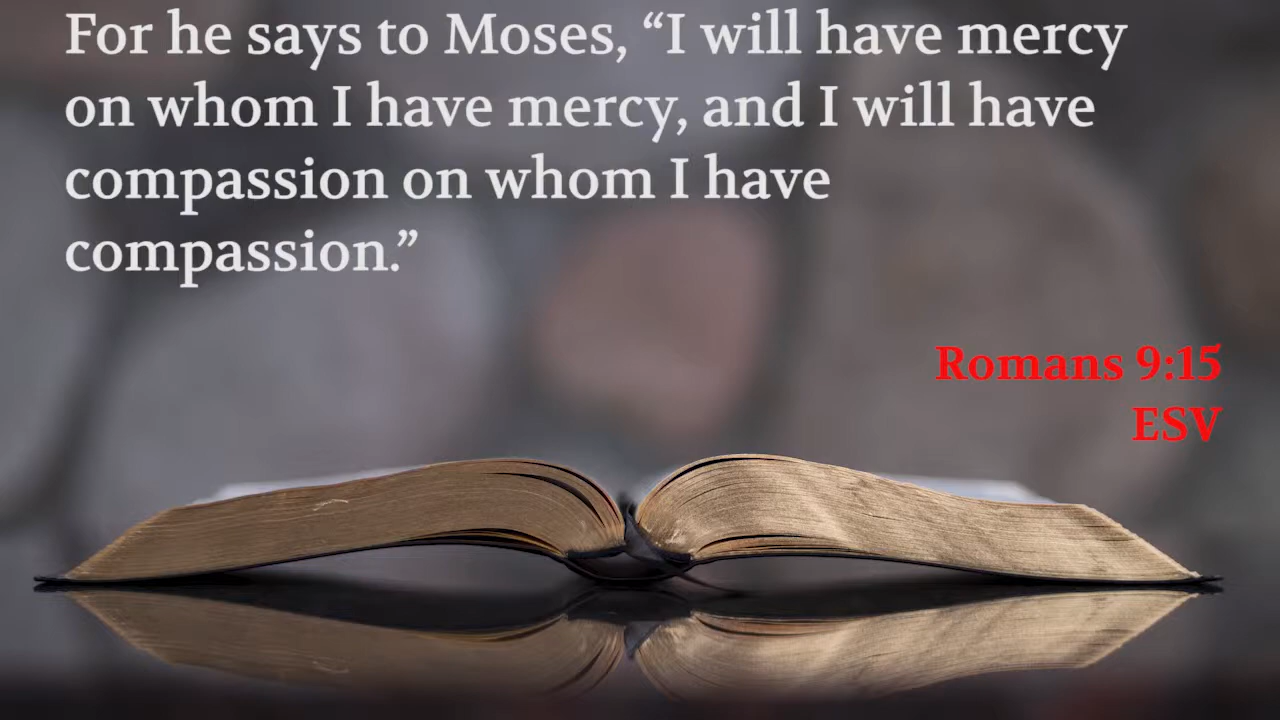 For he says to Moses, “I will have mercy
on whom I have mercy, and I will have
compassion on whom I have
compassion.”
Romans 9:15
ESV